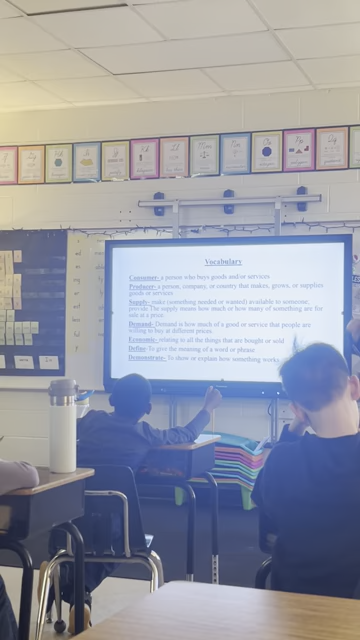 Vocabulary
Consumer- a person who buys goods and/or services
Producer- a person, company, or country that makes, grows, or supplies
goods or services
Supply- make (something needed or wanted) available to someone;
provide The supply means how much or how many of something are for
sale at a price.
Demand- Demand is how much of a good or service that people are
willing to buy at different prices.
Economic- relating to all the things that are bought or sold
Define- To give the meaning of a word or phrase
Demonstrate- To show or explain how something works